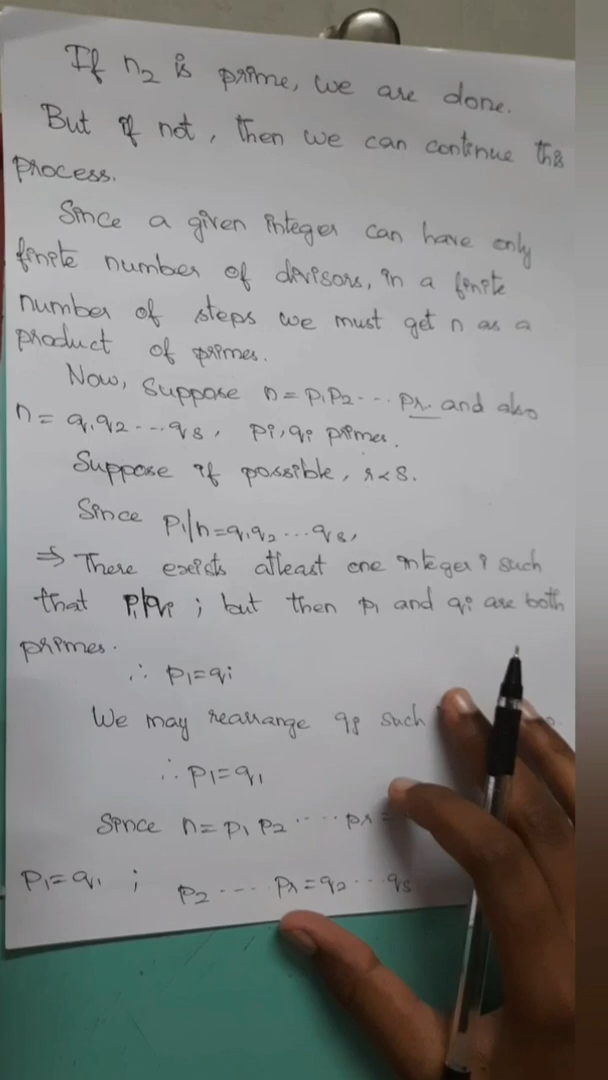 If n₂ is prime, we are done.
But if not, then we can continue this
process.
Since a given integer can have only
finite number of divisors, in a finite
number of steps we must get n as a
product of primes.
Now, Suppose n = p₁p₂ --- pᵣ. and also
n = q₁q₂ --- qₛ, pᵢ, qᵢ primes.
Suppose if possible, r < s.
Since p₁/n = q₁q₂ ... qₛ,
⇒ There exists atleast one integer i such
that p₁/qᵢ ; but then p₁ and qᵢ are both
primes.
∴ p₁ = qᵢ
We may rearrange qᵢ such
∴ p₁ = q₁
Since n = p₁ p₂ ..... pᵣ =
p₁ = q₁ ; p₂ ---- pᵣ = q₂ ... qₛ